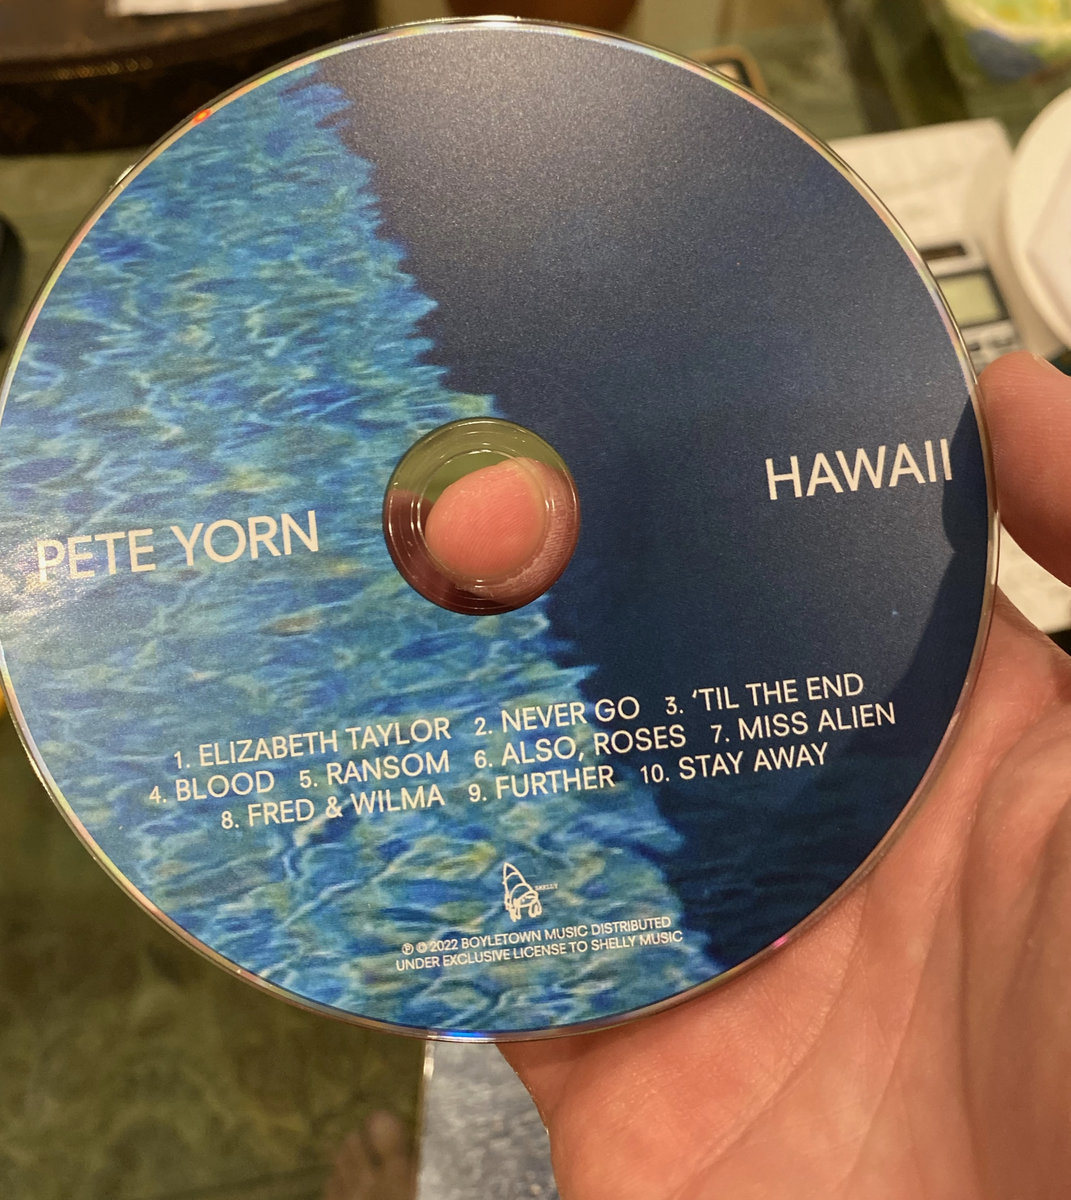 PETE YORN
HAWAII
1. ELIZABETH TAYLOR 2. NEVER GO 3. ‘TIL THE END
4. BLOOD 5. RANSOM 6. ALSO, ROSES 7. MISS ALIEN
8. FRED & WILMA 9. FURTHER 10. STAY AWAY
SHELLY
℗ © 2022 BOYLETOWN MUSIC DISTRIBUTED
UNDER EXCLUSIVE LICENSE TO SHELLY MUSIC